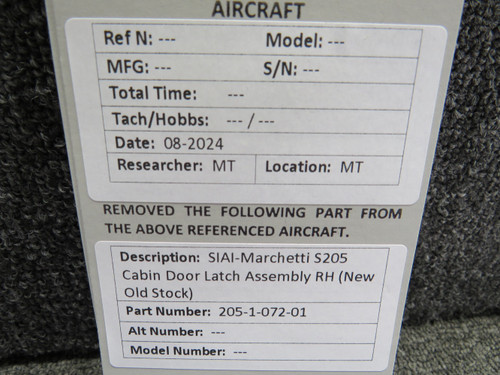 AIRCRAFT
Ref N: --- Model: ---
MFG: --- S/N: ---
Total Time: ---
Tach/Hobbs: --- / ---
Date: 08-2024
Researcher: MT Location: MT
REMOVED THE FOLLOWING PART FROM
THE ABOVE REFERENCED AIRCRAFT.
Description: SIAI-Marchetti S205
Cabin Door Latch Assembly RH (New
Old Stock)
Part Number: 205-1-072-01
Alt Number: ---
Model Number: ---